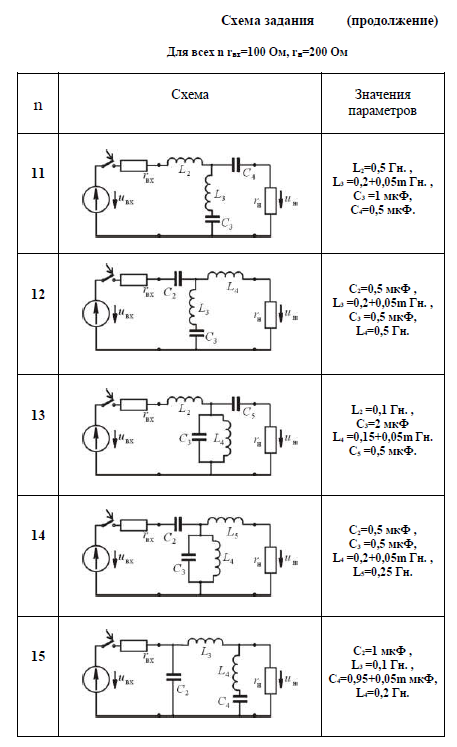 Схема задания (продолжение)
Для всех n rвх=100 Ом, rн=200 Ом
n
Схема
Значения
параметров
11
rвх
L2
C4
L3
C3
uвх
rн
uн
L2=0,5 Гн. ,
L3 =0,2+0,05m Гн. ,
C3 =1 мкФ,
C4=0,5 мкФ.
12
rвх
C2
L4
L3
C3
uвх
rн
uн
C2=0,5 мкФ ,
L3 =0,2+0,05m Гн. ,
C3 =0,5 мкФ,
L4=0,5 Гн.
13
rвх
L2
C5
C3
L4
uвх
rн
uн
L2 =0,1 Гн. ,
C3=2 мкФ
L4 =0,15+0,05m Гн.
C5 =0,5 мкФ.
14
rвх
C2
L5
C3
L4
uвх
rн
uн
C2=0,5 мкФ ,
C3 =0,5 мкФ,
L4 =0,2+0,05m Гн. ,
L5=0,25 Гн.
15
rвх
L3
L4
C2
C4
uвх
rн
uн
C2=1 мкФ ,
L3 =0,1 Гн. ,
C4=0,95+0,05m мкФ,
L4=0,2 Гн.